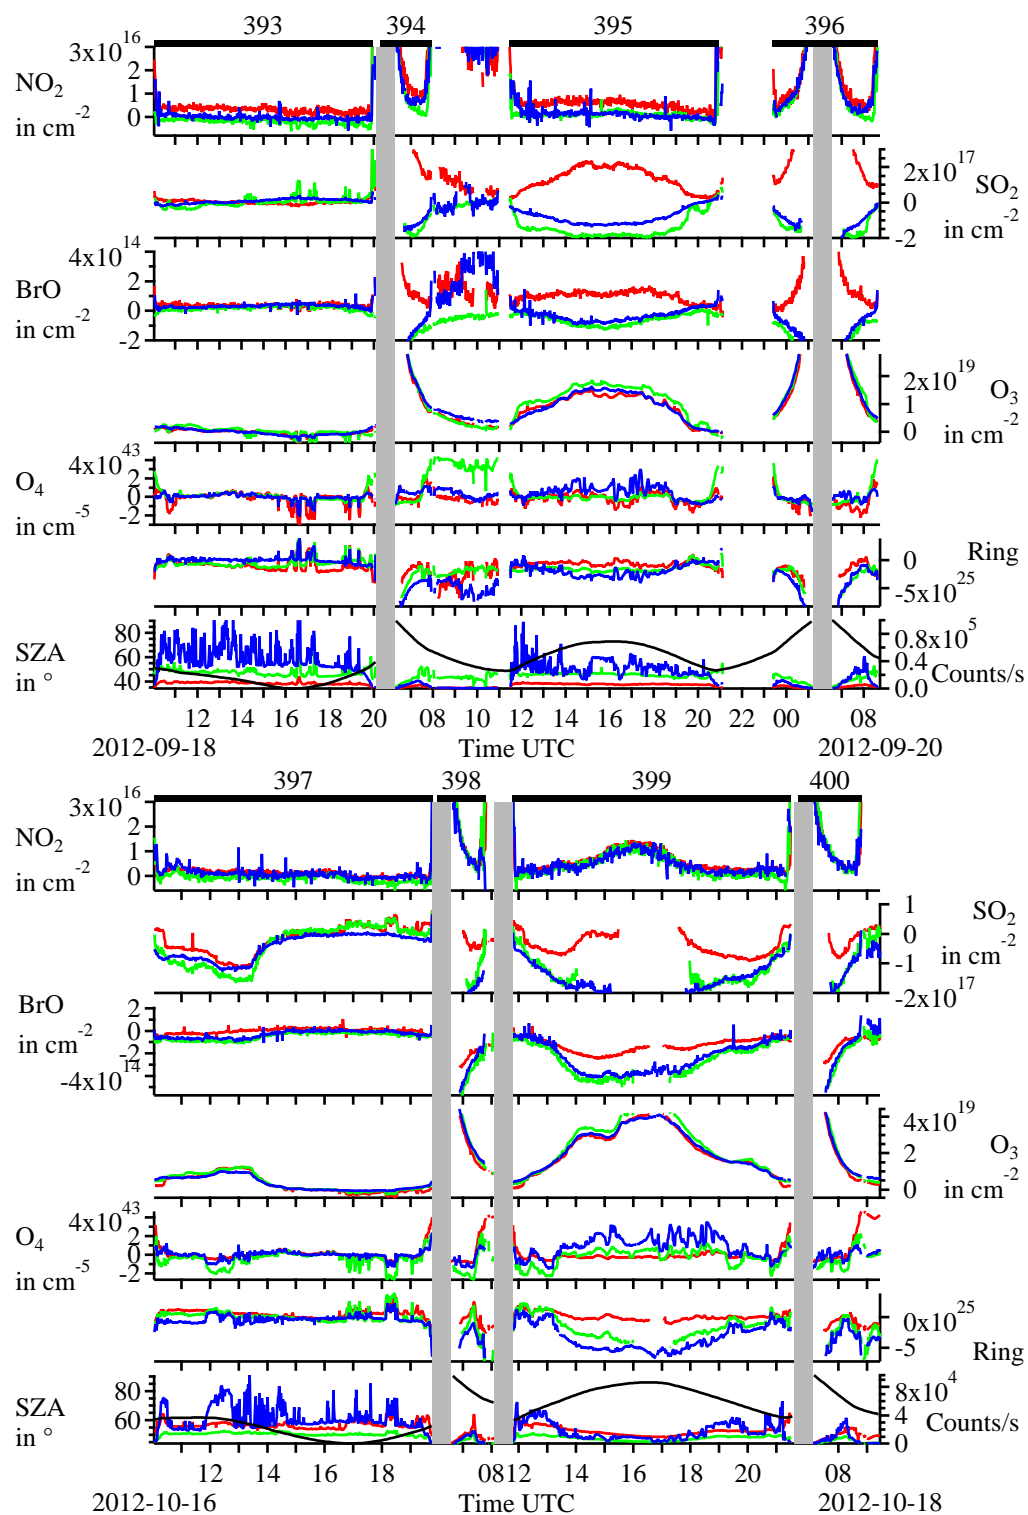 393 394 395 396
3x10^16
2
1
0
NO2
in cm^-2
2x10^17
0
-2
SO2
in cm^-2
4x10^14
2
0
-2
BrO
in cm^-2
2x10^19
1
0
O3
in cm^-2
4x10^43
2
0
-2
O4
in cm^-5
0
-5x10^25
Ring
80
60
40
SZA
in °
0.8x10^5
0.4
0.0
Counts/s
12 14 16 18 20 08 10 12 14 16 18 20 22 00 08
2012-09-18 Time UTC 2012-09-20
397 398 399 400
3x10^16
2
1
0
NO2
in cm^-2
1
0
-1
-2x10^17
SO2
in cm^-2
2
0
-2
-4x10^14
BrO
in cm^-2
4x10^19
2
0
O3
in cm^-2
4x10^43
2
0
-2
O4
in cm^-5
0x10^25
-5
Ring
80
60
SZA
in °
8x10^4
4
0
Counts/s
12 14 16 18 08 12 14 16 18 20 08
2012-10-16 Time UTC 2012-10-18